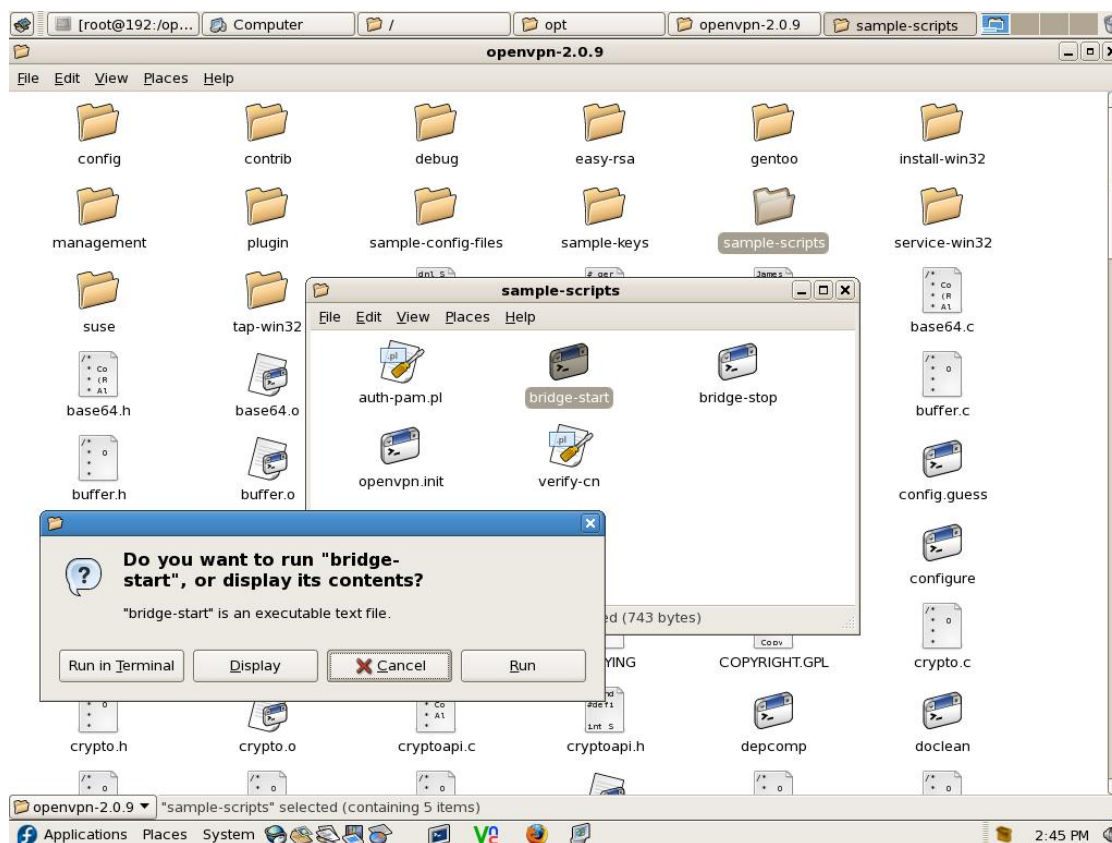 [root@192:/op...
Computer
/
opt
openvpn-2.0.9
sample-scripts
openvpn-2.0.9
File Edit View Places Help
config
contrib
debug
easy-rsa
gentoo
install-win32
management
plugin
sample-config-files
sample-keys
sample-scripts
service-win32
suse
tap-win32
base64.c
sample-scripts
File Edit View Places Help
auth-pam.pl
bridge-start
bridge-stop
openvpn.init
verify-cn
base64.h
base64.o
buffer.c
buffer.h
buffer.o
config.guess
configure
Do you want to run "bridge-
start", or display its contents?
"bridge-start" is an executable text file.
Run in Terminal
Display
Cancel
Run
(743 bytes)
COPYRIGHT.GPL
crypto.c
crypto.h
crypto.o
cryptoapi.c
cryptoapi.h
depcomp
doclean
openvpn-2.0.9
"sample-scripts" selected (containing 5 items)
Applications Places System
2:45 PM